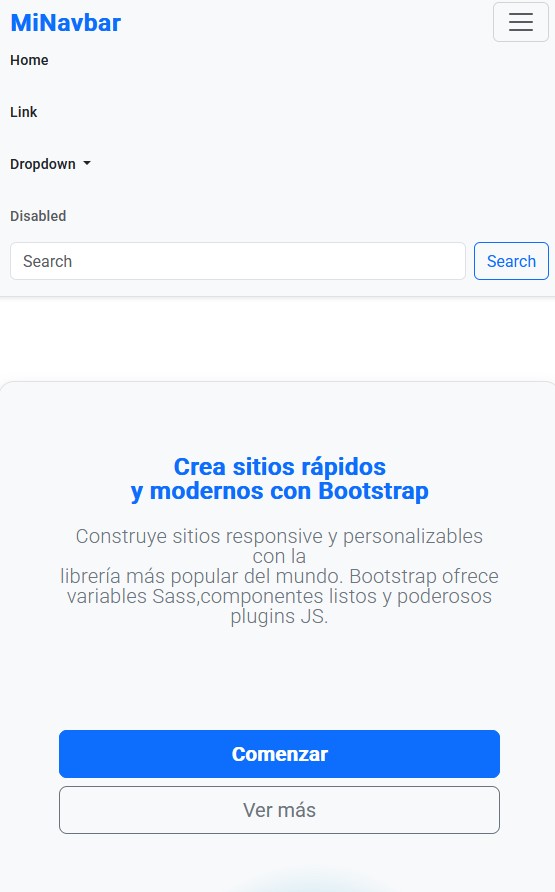 MiNavbar
Home
Link
Dropdown
Disabled
Search
Search
Crea sitios rápidos
y modernos con Bootstrap
Construye sitios responsive y personalizables
con la
librería más popular del mundo. Bootstrap ofrece
variables Sass,componentes listos y poderosos
plugins JS.
Comenzar
Ver más